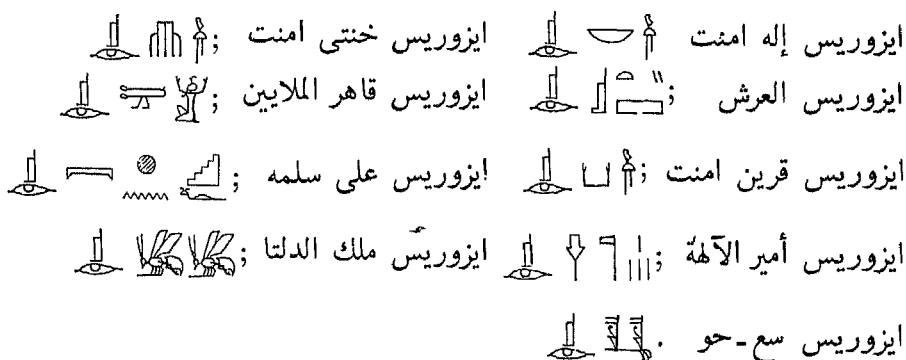 ايزوريس إله امنت ايزوريس خنتى امنت ;
ايزوريس العرش ; ايزوريس قاهر الملايين ;
ايزوريس قرين امنت ; ايزوريس على سلمه ;
ايزوريس أمير الآلهة ; ايزوريس ملك الدلتا ;
ايزوريس سع - حو .